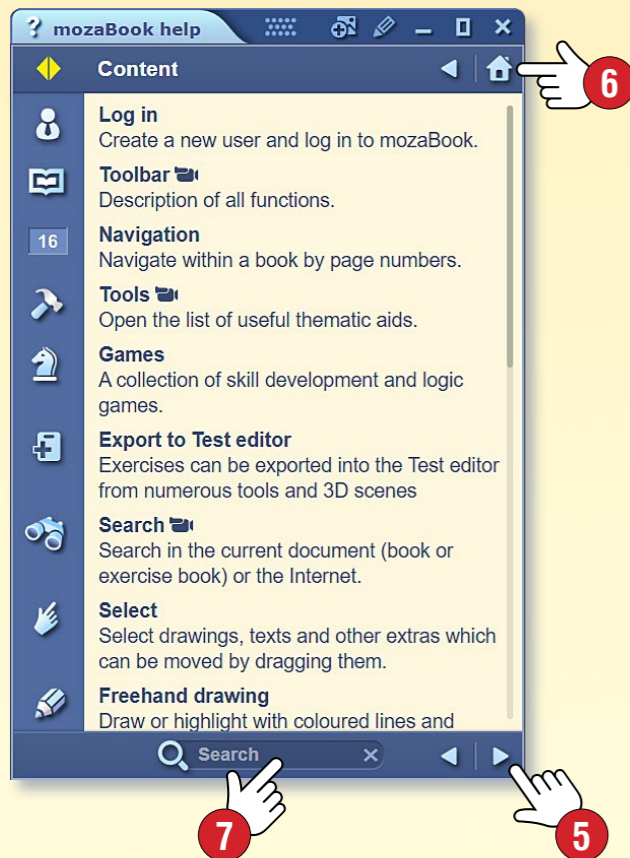 ? mozaBook help
Content
6
Log in
Create a new user and log in to mozaBook.
Toolbar
Description of all functions.
16
Navigation
Navigate within a book by page numbers.
Tools
Open the list of useful thematic aids.
Games
A collection of skill development and logic
games.
Export to Test editor
Exercises can be exported into the Test editor
from numerous tools and 3D scenes
Search
Search in the current document (book or
exercise book) or the Internet.
Select
Select drawings, texts and other extras which
can be moved by dragging them.
Freehand drawing
Draw or highlight with coloured lines and
Search
7
5